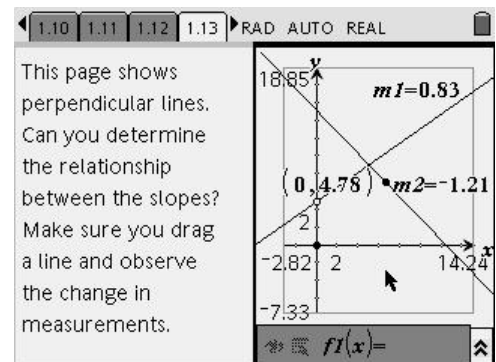 1.10 1.11 1.12 1.13 RAD AUTO REAL
This page shows
perpendicular lines.
Can you determine
the relationship
between the slopes?
Make sure you drag
a line and observe
the change in
measurements.
18.85 y
m1=0.83
(0,4.78) m2=-1.21
2
x
-2.82 2 14.24
-7.33
f1(x)=